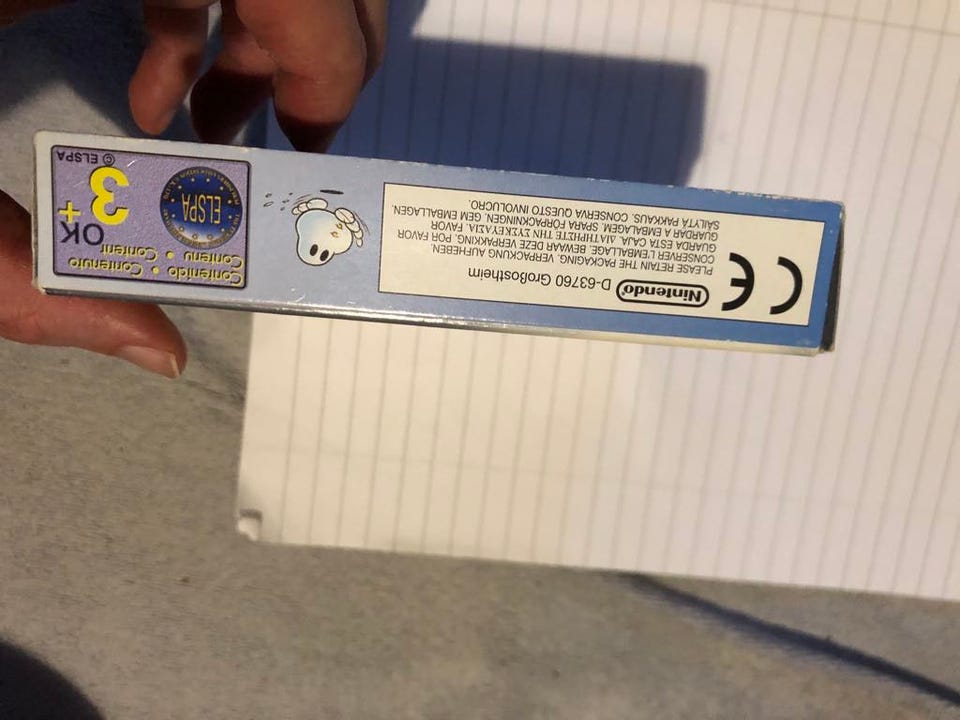 CE
Nintendo D-63760 Großostheim
PLEASE RETAIN THE PACKAGING. VERPACKUNG AUFHEBEN.
CONSERVER L'EMBALLAGE. BEWAAR DEZE VERPAKKING. POR FAVOR
GUARDA ESTA CAJA. ΔΙΑΤΗΡΗΣΤΕ ΤΗΝ ΣΥΣΚΕΥΑΣΙΑ. FAVOR
GUARDAR A EMBALAGEM. SPARA FÖRPACKNINGEN. GEM EMBALLAGEN.
SÄILYTÄ PAKKAUS. CONSERVA QUESTO INVOLUCRO.
Contenido • Contenu
Contenuto • Content
ELSPA
OK
3+
© ELSPA